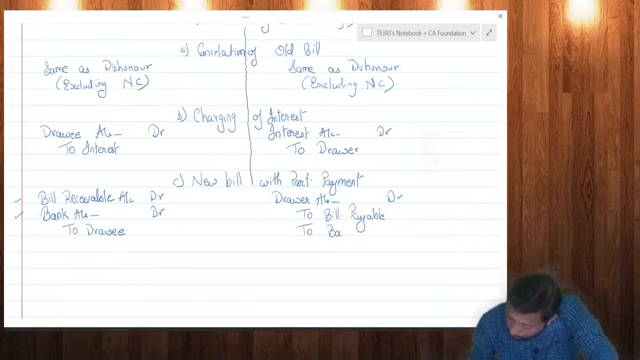 TEJAS's Notebook > CA Foundation
a) Cancelation of Old Bill
Same as Dishonour
(Excluding NC)
Same as Dishonour
(Excluding NC)
b) Charging of Interest
Drawee A/c Dr
To Interest
Interest A/c Dr
To Drawer
c) New bill with Part Payment
Bill Recovable A/c Dr
Bank A/c Dr
To Drawee
Drawer A/c Dr
To Bill Payable
To Ba